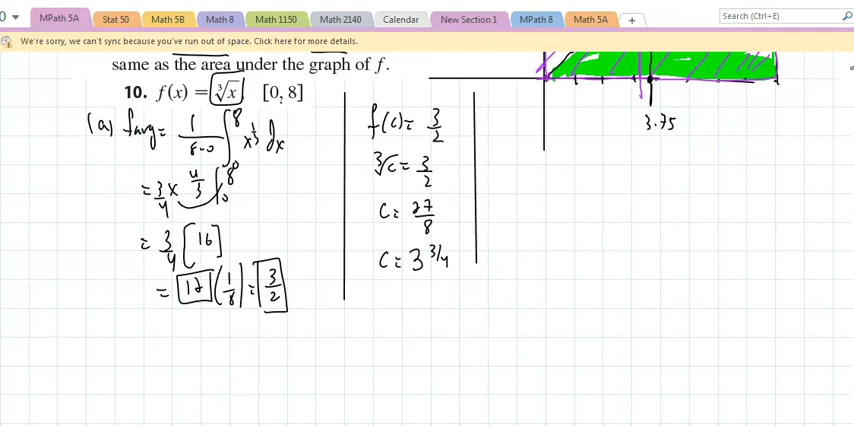 MPath 5A Stat 50 Math 5B Math 8 Math 1150 Math 2140 Calendar New Section 1 MPath 8 Math 5A + Search (Ctrl+E)
We're sorry, we can't sync because you've run out of space. Click here for more details.
same as the area under the graph of f.
10. f(x) = ∛x [0, 8]
(a) f_avg = 1/(8-0) ∫₀⁸ x^(1/3) dx
= 3/4 x^(4/3) |₀⁸
= 3/4 [16]
= 12 (1/8) = 3/2
f(c) = 3/2
∛c = 3/2
c = 27/8
c = 3 3/4
3.75